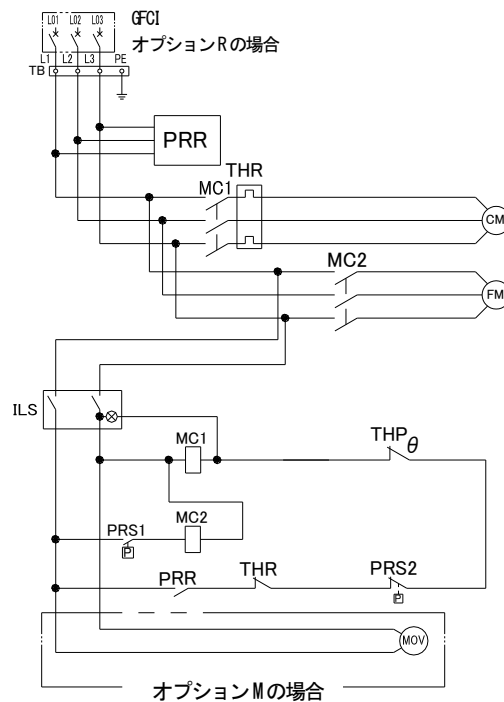 L01 L02 L03 GFCI
オプションRの場合
L1 L2 L3 PE
TB
PRR
THR
MC1
CM
MC2
FM
ILS
MC1
THP θ
MC2
PRS1
P
PRR THR PRS2
P
MOV
オプションMの場合